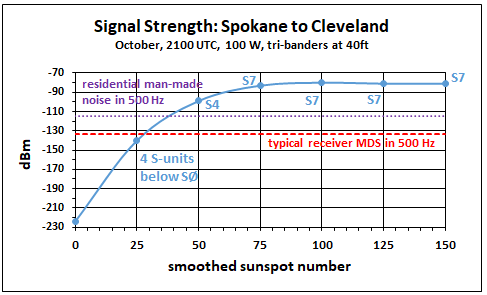 Signal Strength: Spokane to Cleveland
October, 2100 UTC, 100 W, tri-banders at 40ft
-70
-90
-110
-130
-150
-170
-190
-210
-230
dBm
residential man-made
noise in 500 Hz
S7
S4
S7
S7
S7
typical receiver MDS in 500 Hz
4 S-units
below SØ
0
25
50
75
100
125
150
smoothed sunspot number